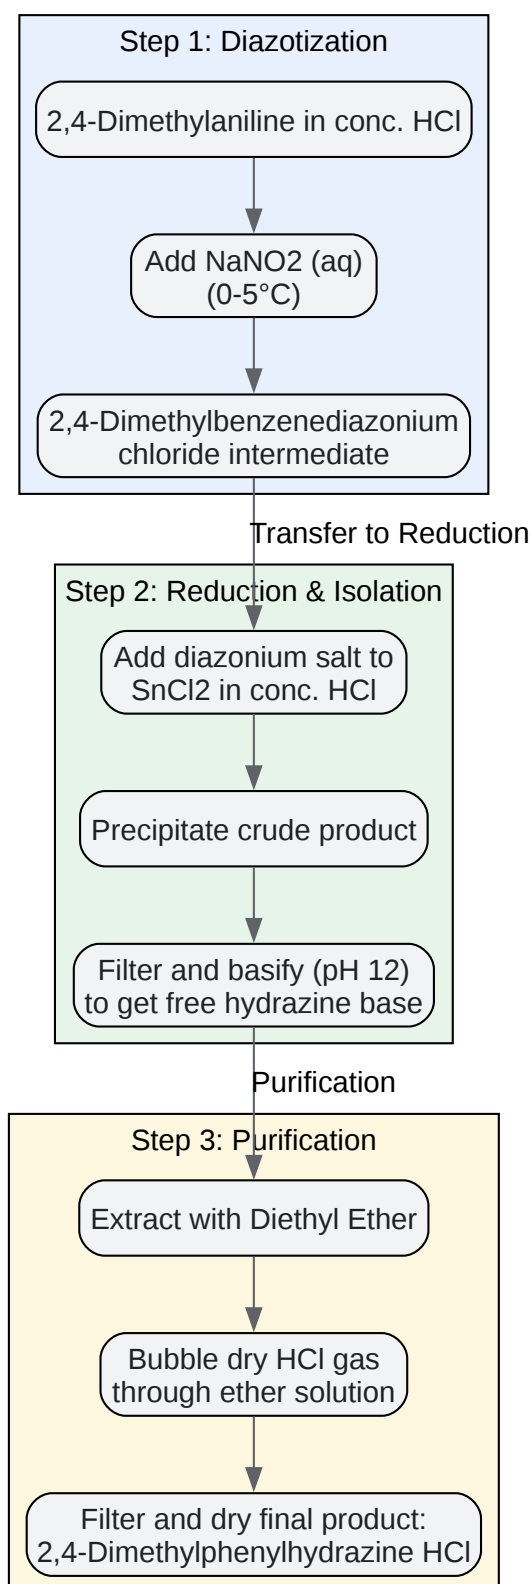 Step 1: Diazotization
2,4-Dimethylaniline in conc. HCl
Add NaNO2 (aq)
(0-5°C)
2,4-Dimethylbenzenediazonium
chloride intermediate
Transfer to Reduction
Step 2: Reduction & Isolation
Add diazonium salt to
SnCl2 in conc. HCl
Precipitate crude product
Filter and basify (pH 12)
to get free hydrazine base
Purification
Step 3: Purification
Extract with Diethyl Ether
Bubble dry HCl gas
through ether solution
Filter and dry final product:
2,4-Dimethylphenylhydrazine HCl